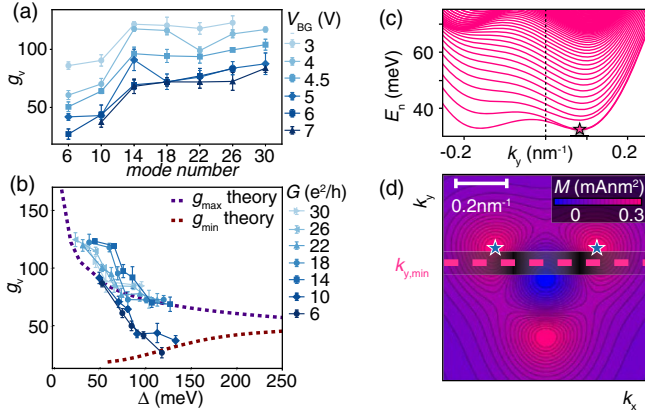 (a)
V_BG (V)
100
50
g_v
3
4
4.5
5
6
7
6 10 14 18 22 26 30
mode number
(b)
g_max theory
g_min theory
G (e²/h)
150
100
50
0
g_v
30
26
22
18
14
10
6
0 50 100 150 200 250
Δ (meV)
(c)
70
60
50
40
E_n (meV)
-0.2 0 0.2
k_y (nm⁻¹)
(d)
k_y
0.2nm⁻¹
M (mAnm²)
0 0.3
k_y,min
k_x